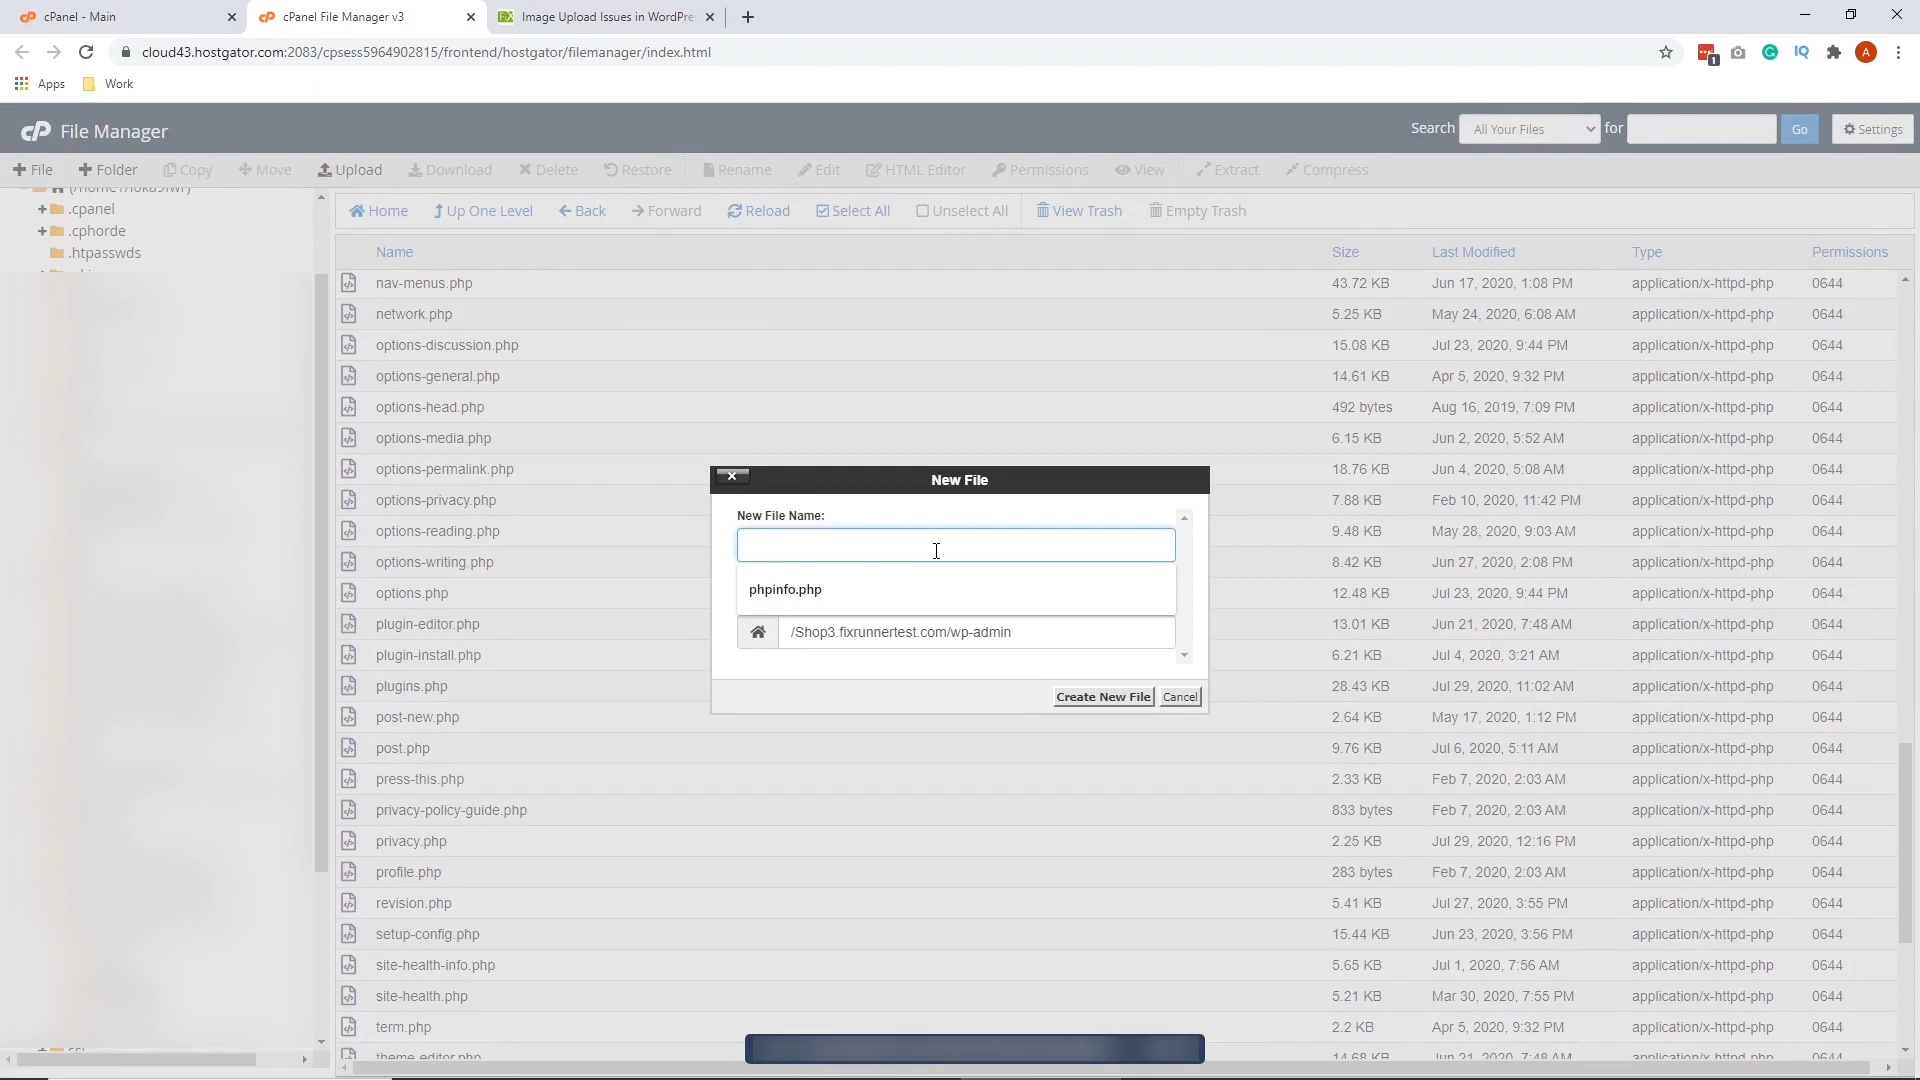 cPanel - Main
cPanel File Manager v3
Image Upload Issues in WordPre
cloud43.hostgator.com:2083/cpsess5964902815/frontend/hostgator/filemanager/index.html
1
IQ
A
Apps
Work
cP File Manager
Search All Your Files for Go Settings
File Folder Copy Move Upload Download Delete Restore Rename Edit HTML Editor Permissions View Extract Compress
.cpanel
.cphorde
.htpasswds
Home Up One Level Back Forward Reload Select All Unselect All View Trash Empty Trash
Name Size Last Modified Type Permissions
nav-menus.php 43.72 KB Jun 17, 2020, 1:08 PM application/x-httpd-php 0644
network.php 5.25 KB May 24, 2020, 6:08 AM application/x-httpd-php 0644
options-discussion.php 15.08 KB Jul 23, 2020, 9:44 PM application/x-httpd-php 0644
options-general.php 14.61 KB Apr 5, 2020, 9:32 PM application/x-httpd-php 0644
options-head.php 492 bytes Aug 16, 2019, 7:09 PM application/x-httpd-php 0644
options-media.php 6.15 KB Jun 2, 2020, 5:52 AM application/x-httpd-php 0644
options-permalink.php 18.76 KB Jun 4, 2020, 5:08 AM application/x-httpd-php 0644
options-privacy.php 7.88 KB Feb 10, 2020, 11:42 PM application/x-httpd-php 0644
options-reading.php 9.48 KB May 28, 2020, 9:03 AM application/x-httpd-php 0644
options-writing.php 8.42 KB Jun 27, 2020, 2:08 PM application/x-httpd-php 0644
options.php 12.48 KB Jul 23, 2020, 9:44 PM application/x-httpd-php 0644
plugin-editor.php 13.01 KB Jun 21, 2020, 7:48 AM application/x-httpd-php 0644
plugin-install.php 6.21 KB Jul 4, 2020, 3:21 AM application/x-httpd-php 0644
plugins.php 28.43 KB Jul 29, 2020, 11:02 AM application/x-httpd-php 0644
post-new.php 2.64 KB May 17, 2020, 1:12 PM application/x-httpd-php 0644
post.php 9.76 KB Jul 6, 2020, 5:11 AM application/x-httpd-php 0644
press-this.php 2.33 KB Feb 7, 2020, 2:03 AM application/x-httpd-php 0644
privacy-policy-guide.php 833 bytes Feb 7, 2020, 2:03 AM application/x-httpd-php 0644
privacy.php 2.25 KB Jul 29, 2020, 12:16 PM application/x-httpd-php 0644
profile.php 283 bytes Feb 7, 2020, 2:03 AM application/x-httpd-php 0644
revision.php 5.41 KB Jul 27, 2020, 3:55 PM application/x-httpd-php 0644
setup-config.php 15.44 KB Jun 23, 2020, 3:56 PM application/x-httpd-php 0644
site-health-info.php 5.65 KB Jul 1, 2020, 7:56 AM application/x-httpd-php 0644
site-health.php 5.21 KB Mar 30, 2020, 7:55 PM application/x-httpd-php 0644
term.php 2.2 KB Apr 5, 2020, 9:32 PM application/x-httpd-php 0644
theme-editor.php 14.68 KB Jun 21, 2020, 7:48 AM application/x-httpd-php 0644
New File
New File Name:
phpinfo.php
/Shop3.fixrunnertest.com/wp-admin
Create New File Cancel